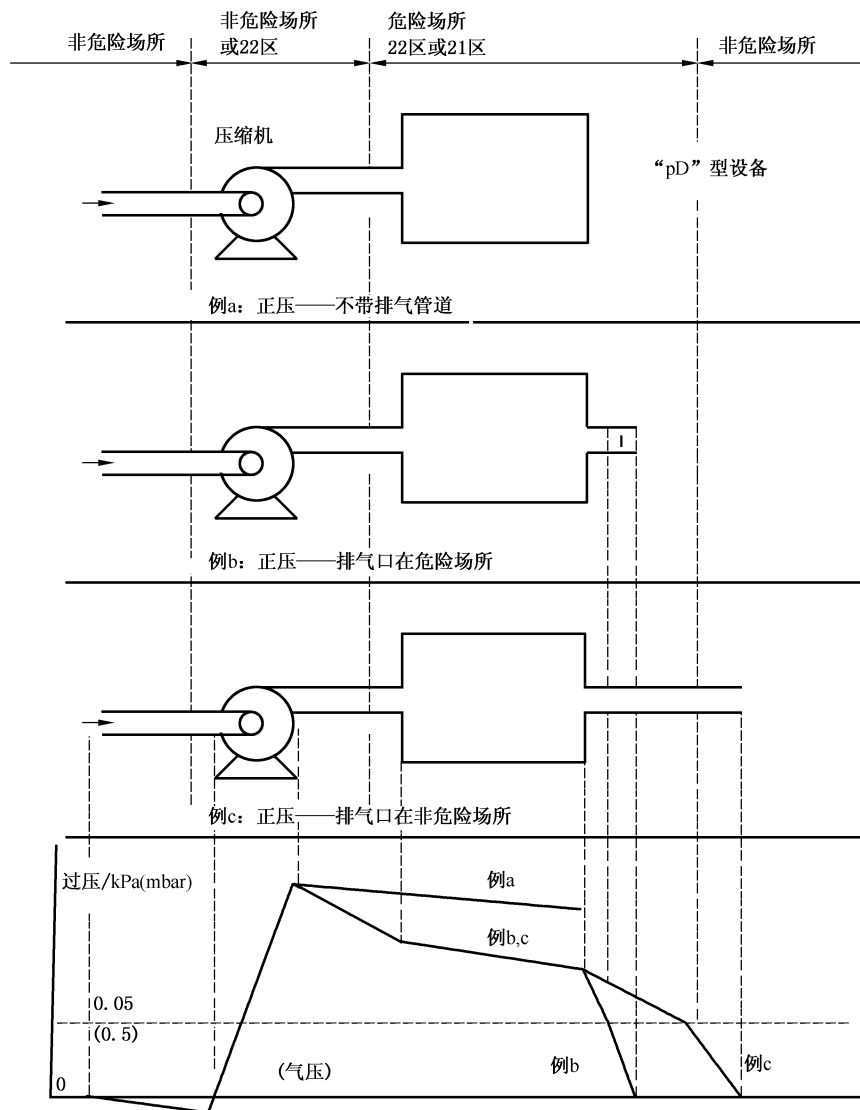 非危险场所
非危险场所
或22区
危险场所
22区或21区
非危险场所
压缩机
“pD”型设备
例a：正压——不带排气管道
I
例b：正压——排气口在危险场所
例c：正压——排气口在非危险场所
过压/kPa(mbar)
例a
例b,c
0.05
(0.5)
(气压)
例b
例c
0